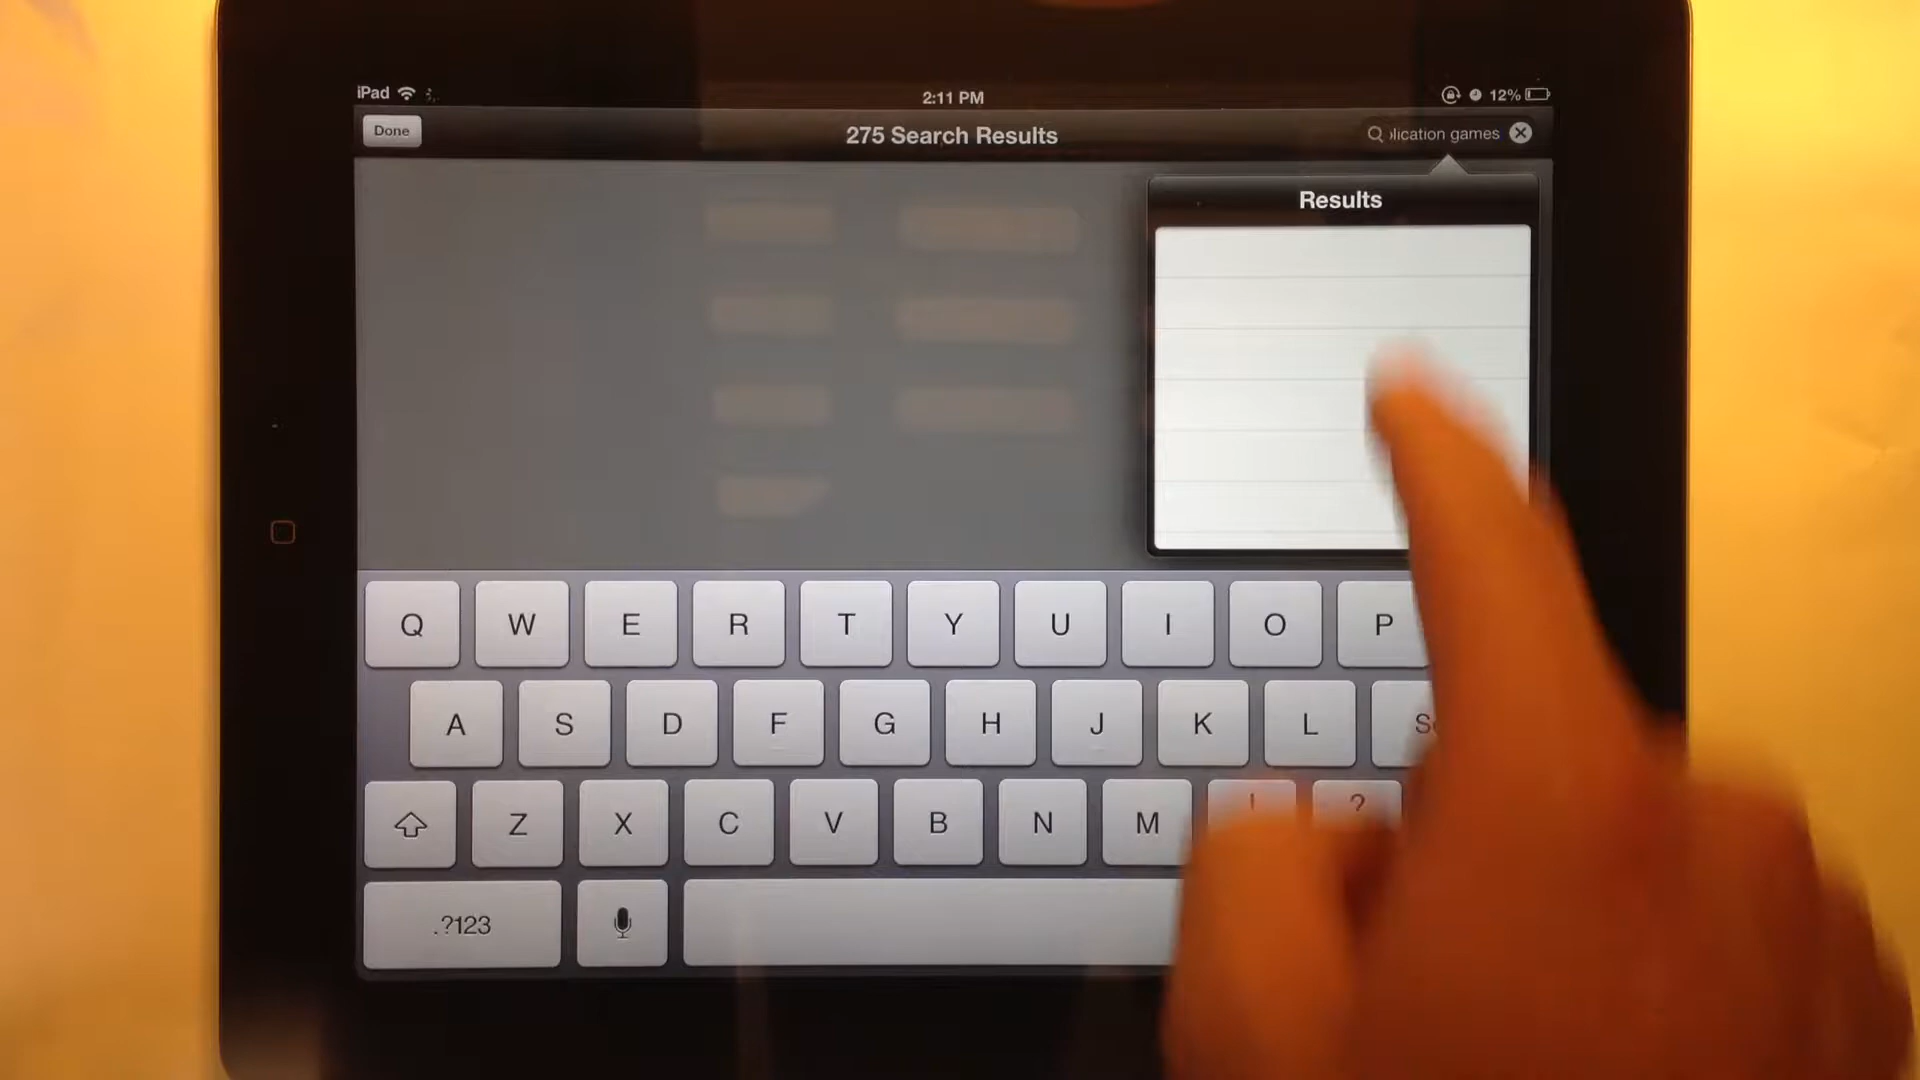 iPad
2:11 PM
12%
Done
275 Search Results
lication games
Results
Q W E R T Y U I O P
A S D F G H J K L
Z X C V B N M ! ?
.?123